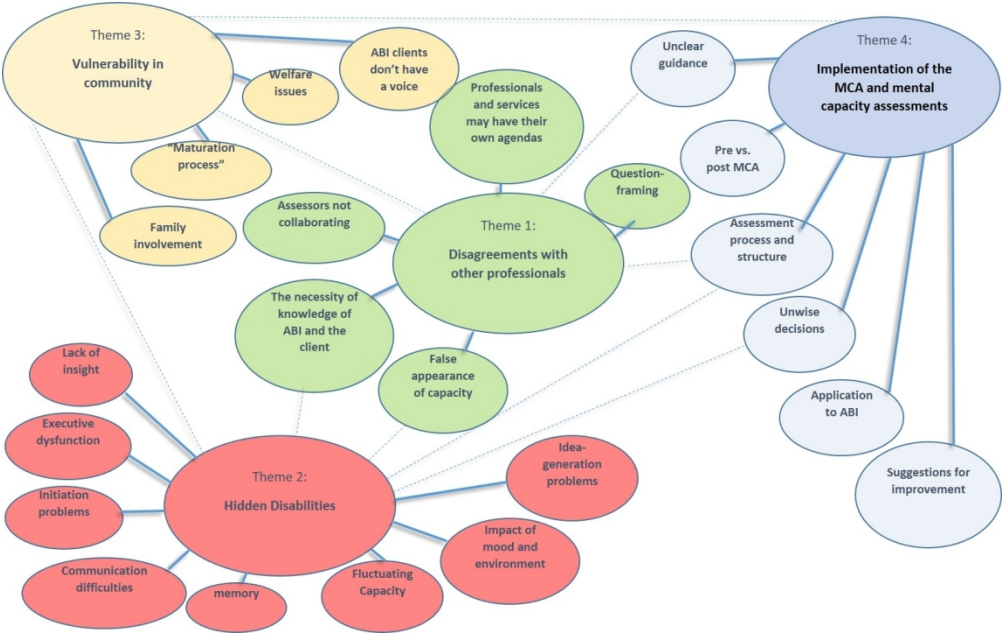 Theme 3:
Vulnerability in
community
Welfare
issues
ABI clients
don't have
a voice
"Maturation
process"
Family
involvement
Professionals
and services
may have their
own agendas
Question-
framing
Assessors not
collaborating
Theme 1:
Disagreements with
other professionals
The necessity of
knowledge of
ABI and the
client
False
appearance
of capacity
Unclear
guidance
Theme 4:
Implementation of the
MCA and mental
capacity assessments
Pre vs.
post MCA
Assessment
process and
structure
Unwise
decisions
Application
to ABI
Suggestions for
improvement
Lack of
insight
Executive
dysfunction
Initiation
problems
Communication
difficulties
memory
Theme 2:
Hidden Disabilities
Fluctuating
Capacity
Impact of
mood and
environment
Idea-
generation
problems